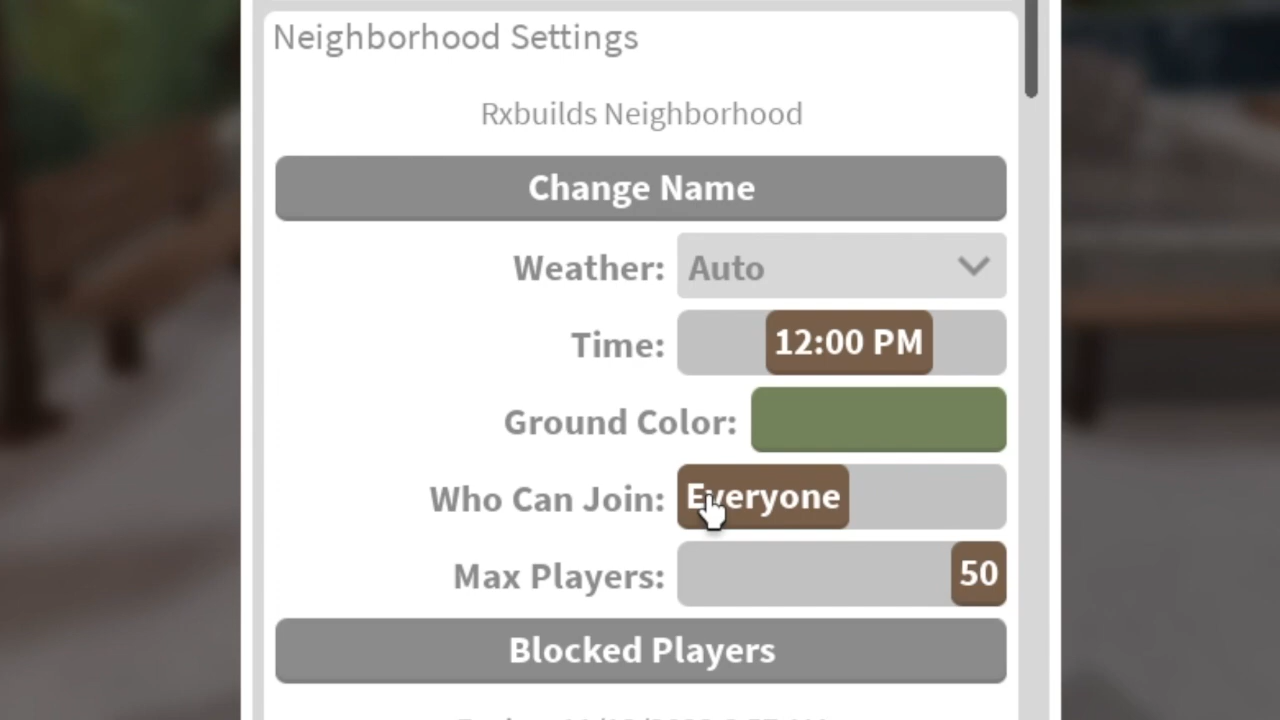 Neighborhood Settings
Rxbuilds Neighborhood
Change Name
Weather: Auto
Time: 12:00 PM
Ground Color:
Who Can Join: Everyone
Max Players: 50
Blocked Players